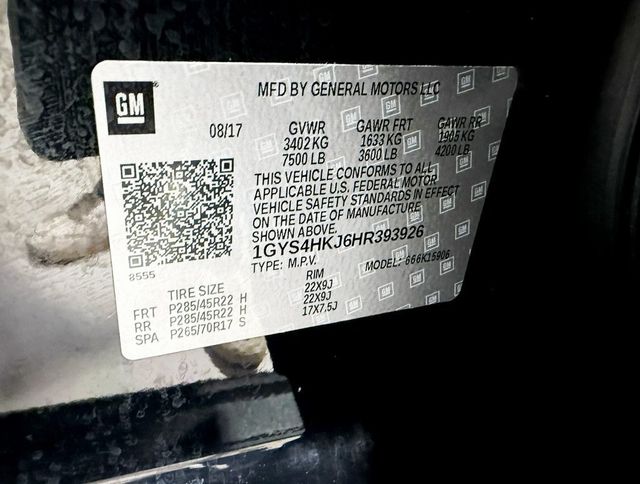 GM
MFD BY GENERAL MOTORS LLC
08/17 GVWR GAWR FRT GAWR RR
3402 KG 1633 KG 1905 KG
7500 LB 3600 LB 4200 LB
THIS VEHICLE CONFORMS TO ALL
APPLICABLE U.S. FEDERAL MOTOR
VEHICLE SAFETY STANDARDS IN EFFECT
ON THE DATE OF MANUFACTURE
SHOWN ABOVE.
1GYS4HKJ6HR393926
8555
TYPE: M.P.V. MODEL: 666K15906
TIRE SIZE RIM
FRT P285/45R22 H 22X9J
RR P285/45R22 H 22X9J
SPA P265/70R17 S 17X7.5J